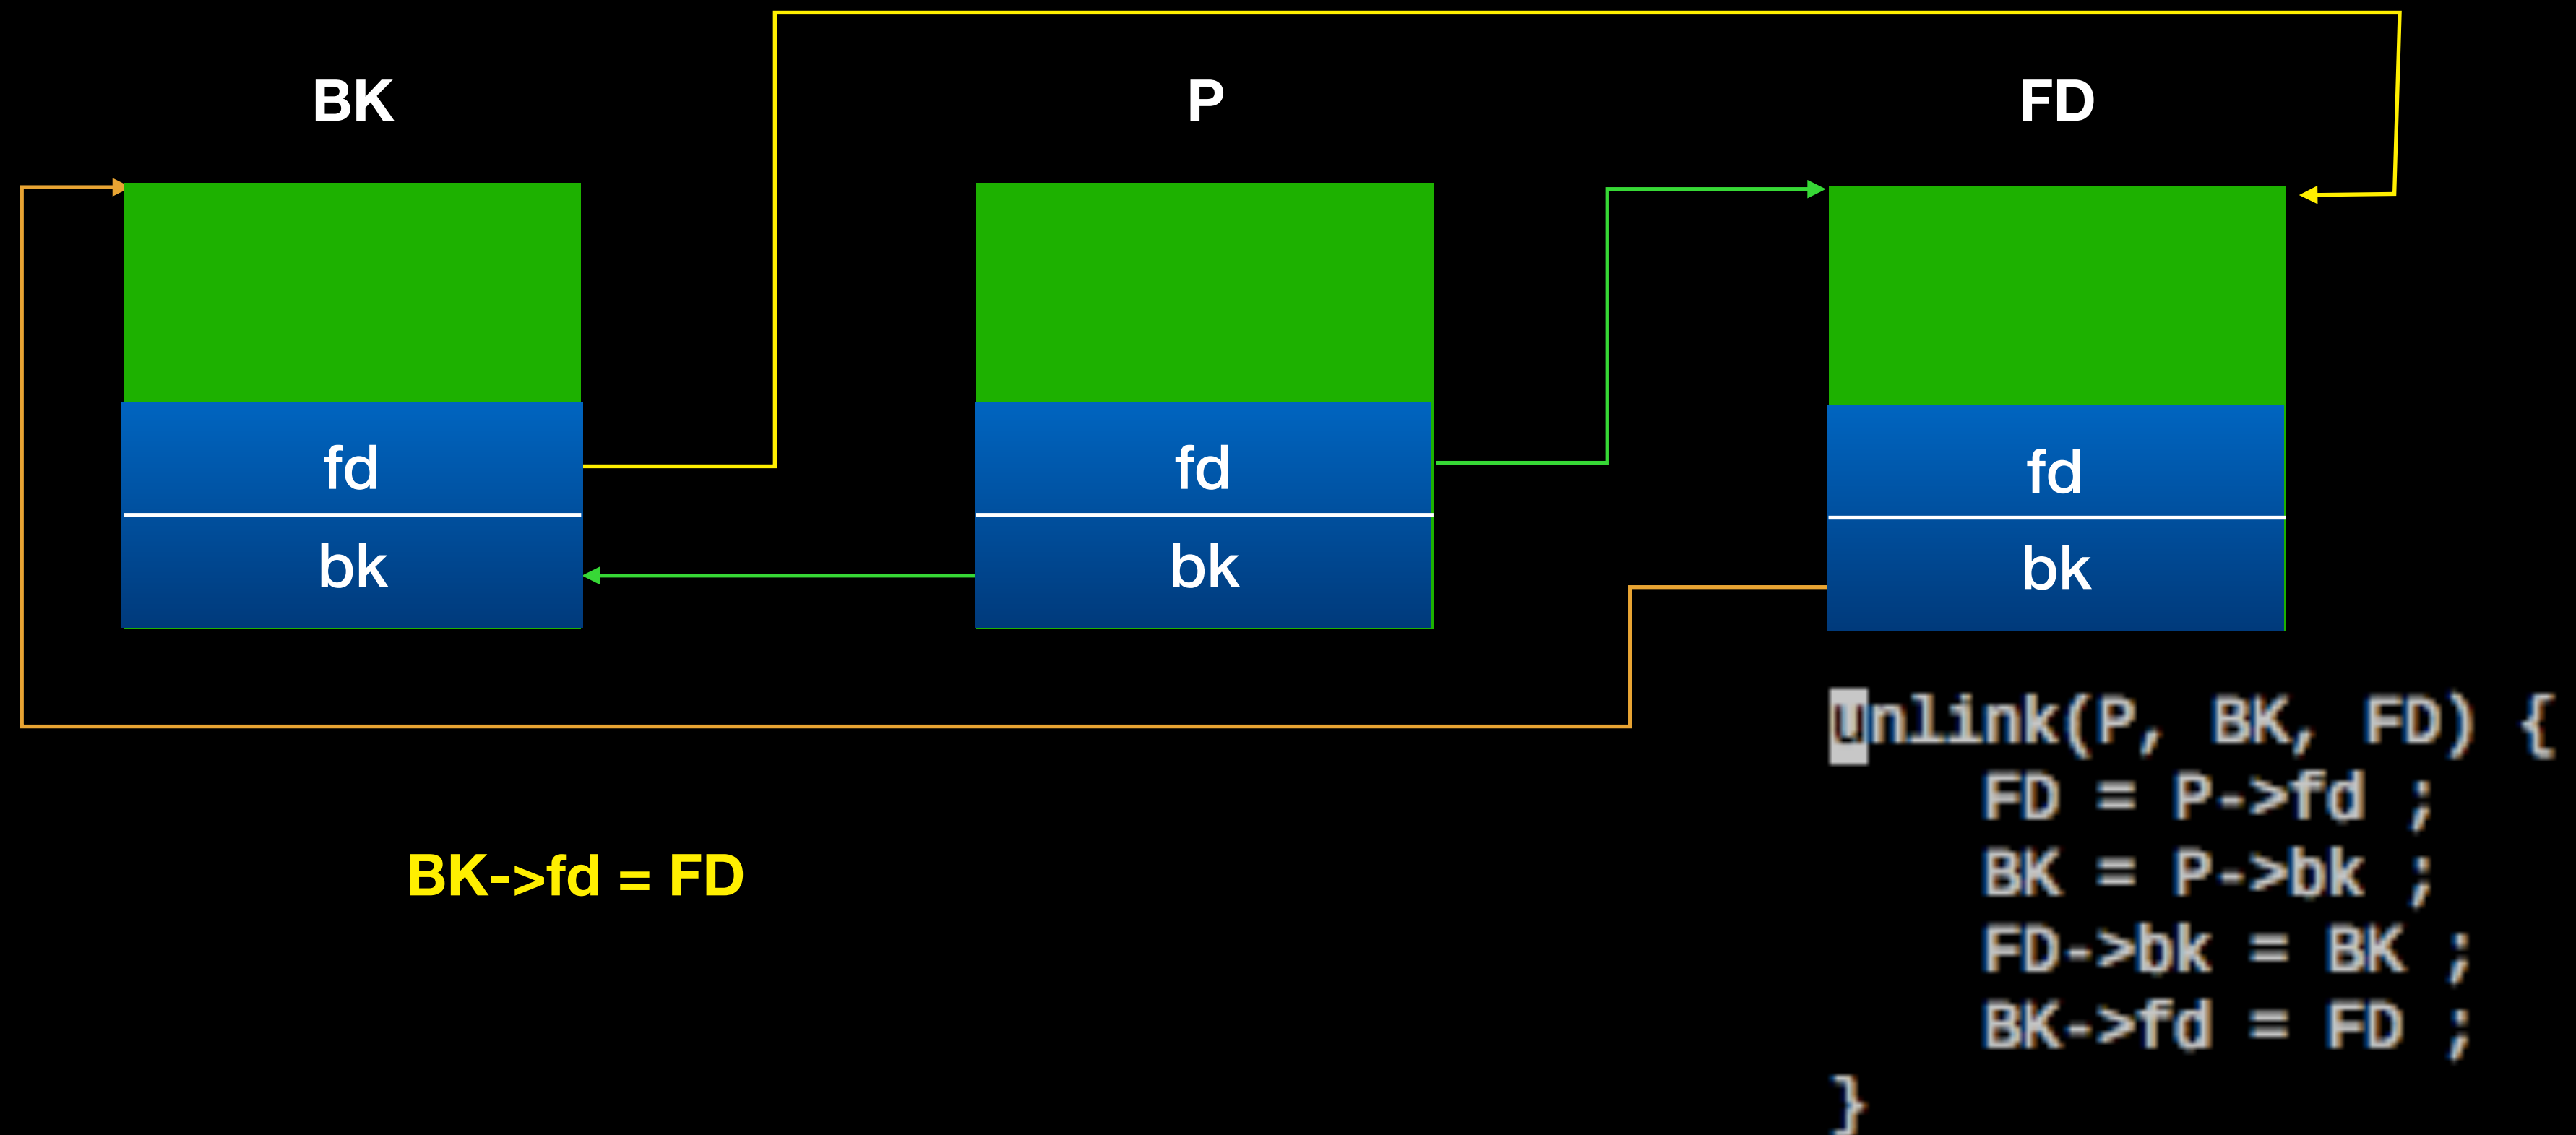 BK
P
FD
fd
fd
fd
bk
bk
bk
unlink(P, BK, FD) {
FD = P->fd ;
BK = P->bk ;
BK->fd = FD
FD->bk = BK ;
BK->fd = FD ;
}